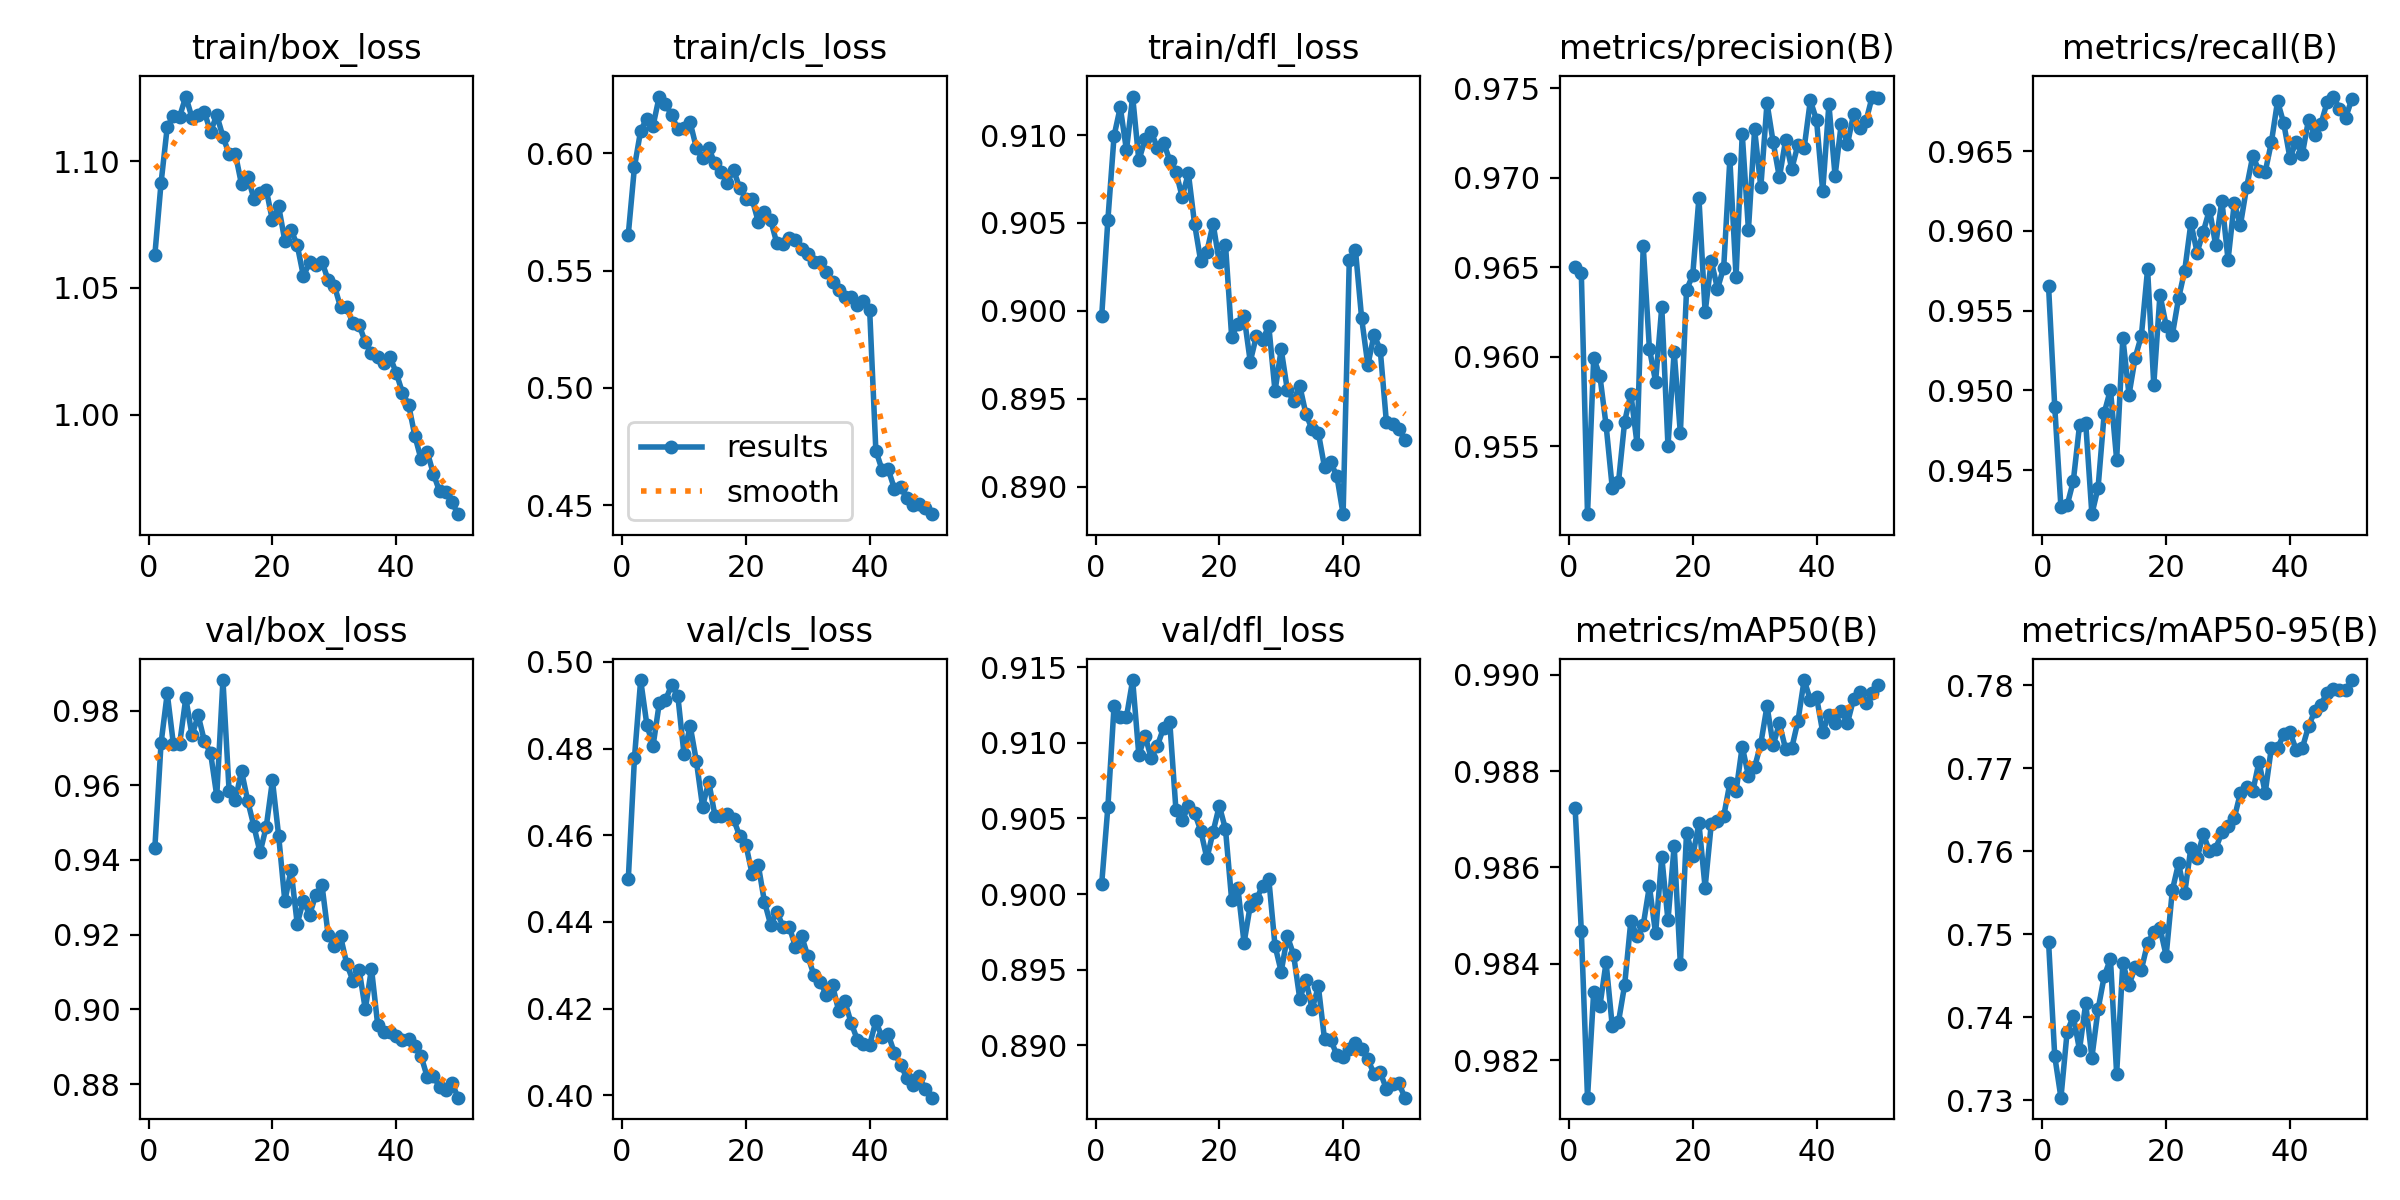 train/box_loss
train/cls_loss
train/dfl_loss
metrics/precision(B)
metrics/recall(B)
1.10
1.05
1.00
0 20 40
0.60
0.55
0.50
0.45
results
smooth
0 20 40
0.910
0.905
0.900
0.895
0.890
0 20 40
0.975
0.970
0.965
0.960
0.955
0 20 40
0.965
0.960
0.955
0.950
0.945
0 20 40
val/box_loss
val/cls_loss
val/dfl_loss
metrics/mAP50(B)
metrics/mAP50-95(B)
0.98
0.96
0.94
0.92
0.90
0.88
0 20 40
0.50
0.48
0.46
0.44
0.42
0.40
0 20 40
0.915
0.910
0.905
0.900
0.895
0.890
0 20 40
0.990
0.988
0.986
0.984
0.982
0 20 40
0.78
0.77
0.76
0.75
0.74
0.73
0 20 40